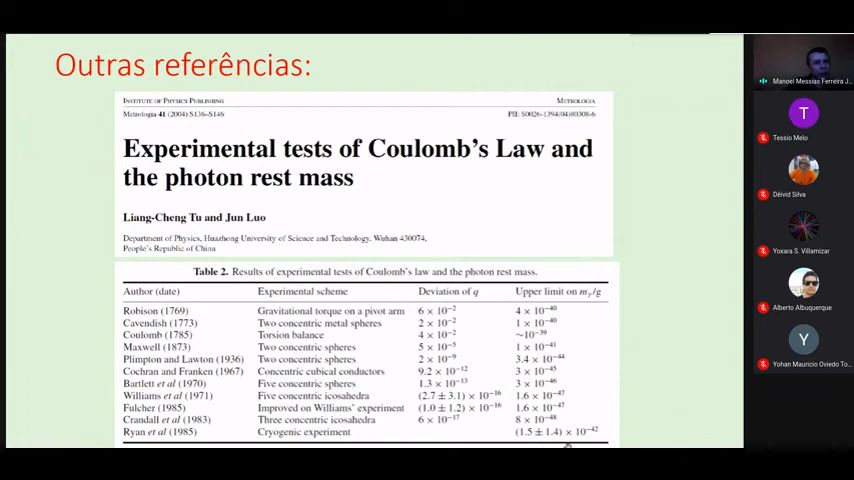 Outras referências:
INSTITUTE OF PHYSICS PUBLISHING METROLOGIA
Metrologia 41 (2004) S136–S146 PII: S0026-1394(04)80308-6
Experimental tests of Coulomb's Law and
the photon rest mass
Liang-Cheng Tu and Jun Luo
Department of Physics, Huazhong University of Science and Technology, Wuhan 430074,
People's Republic of China
Table 2. Results of experimental tests of Coulomb's law and the photon rest mass.
Author (date) Experimental scheme Deviation of q Upper limit on mγ/g
Robison (1769) Gravitational torque on a pivot arm 6 × 10⁻² 4 × 10⁻⁴⁰
Cavendish (1773) Two concentric metal spheres 2 × 10⁻² 1 × 10⁻⁴⁰
Coulomb (1785) Torsion balance 4 × 10⁻² ~10⁻³⁹
Maxwell (1873) Two concentric spheres 5 × 10⁻⁵ 1 × 10⁻⁴¹
Plimpton and Lawton (1936) Two concentric spheres 2 × 10⁻⁹ 3.4 × 10⁻⁴⁴
Cochran and Franken (1967) Concentric cubical conductors 9.2 × 10⁻¹² 3 × 10⁻⁴⁵
Bartlett et al (1970) Five concentric spheres 1.3 × 10⁻¹³ 3 × 10⁻⁴⁶
Williams et al (1971) Five concentric icosahedra (2.7 ± 3.1) × 10⁻¹⁶ 1.6 × 10⁻⁴⁷
Fulcher (1985) Improved on Williams' experiment (1.0 ± 1.2) × 10⁻¹⁶ 1.6 × 10⁻⁴⁷
Crandall et al (1983) Three concentric icosahedra 6 × 10⁻¹⁷ 8 × 10⁻⁴⁸
Ryan et al (1985) Cryogenic experiment (1.5 ± 1.4) × 10⁻⁴²
Manoel Messias Ferreira J...
T
Tessio Melo
Déivid Silva
Yoxara S. Villamizar
Alberto Albuquerque
Y
Yohan Mauricio Oviedo To...